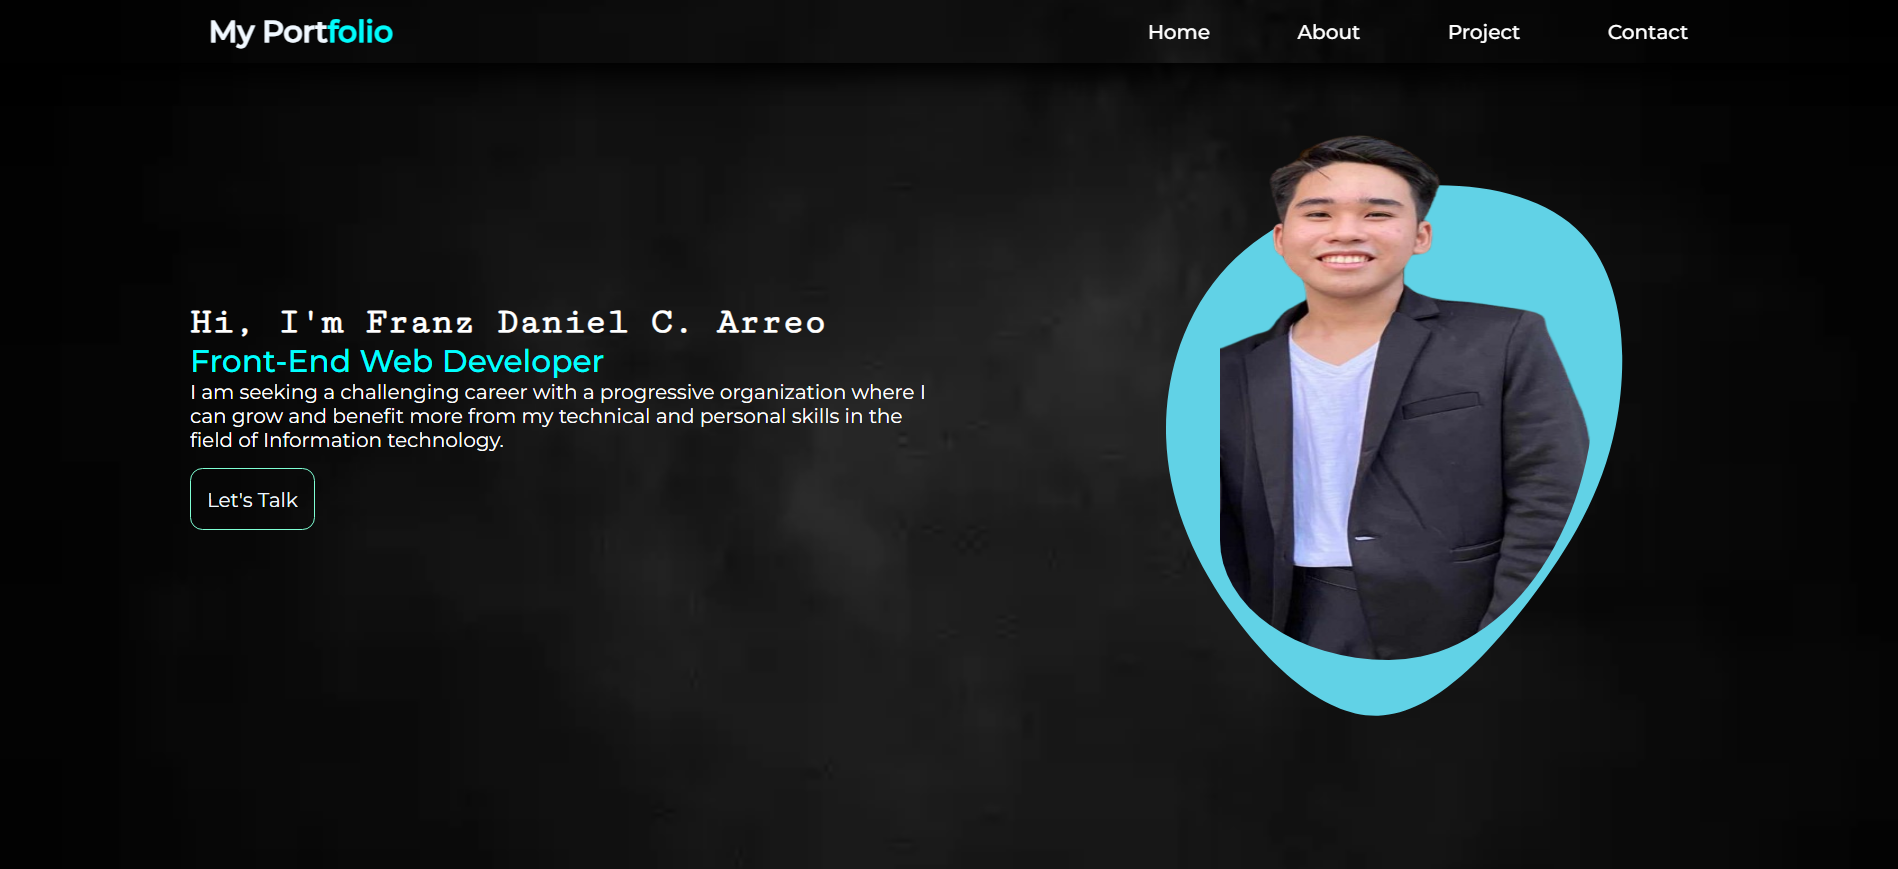 My Portfolio
Home About Project Contact
Hi, I'm Franz Daniel C. Arreo
Front-End Web Developer
I am seeking a challenging career with a progressive organization where I
can grow and benefit more from my technical and personal skills in the
field of Information technology.
Let's Talk